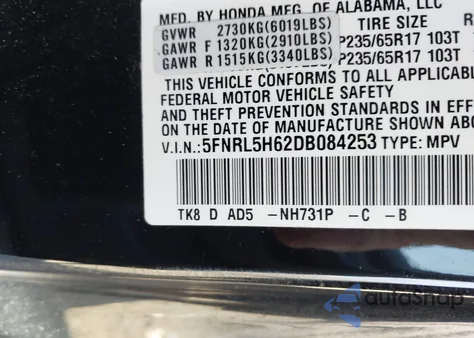 MFD. BY HONDA MFG. OF ALABAMA, LLC
GVWR 2730KG(6019LBS) TIME SIZE
GAWR F 1320KG(2910LBS) P235/65R17 103T
GAWR R 1515KG(3340LBS) P235/65R17 103T
THIS VEHICLE CONFORMS TO ALL APPLICABL
FEDERAL MOTOR VEHICLE SAFETY
AND THEFT PREVENTION STANDARDS IN EFFE
ON THE DATE OF MANUFACTURE SHOWN ABO
V.I.N.: 5FNRL5H62DB084253 TYPE: MPV
TK8 D AD5 -NH731P -C -B
autoSnap